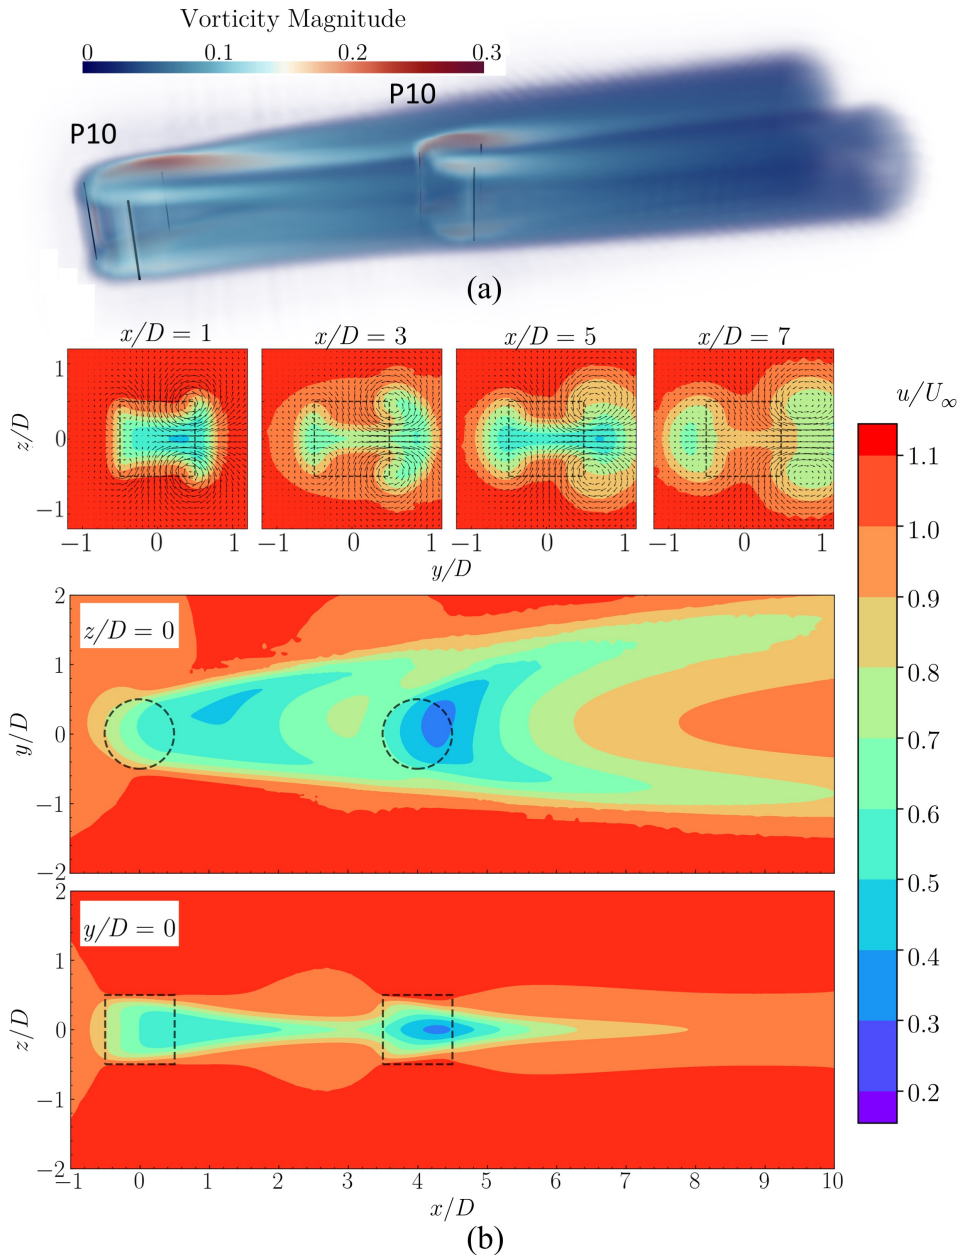 Vorticity Magnitude
0 0.1 0.2 0.3
P10
P10
(a)
x/D = 1 x/D = 3 x/D = 5 x/D = 7
z/D
1
0
−1
−1 0 1 −1 0 1 −1 0 1 −1 0 1
y/D
u/U∞
1.1
1.0
0.9
0.8
0.7
0.6
0.5
0.4
0.3
0.2
z/D = 0
y/D
2
1
0
−1
−2
y/D = 0
z/D
2
1
0
−1
−2
−1 0 1 2 3 4 5 6 7 8 9 10
x/D
(b)